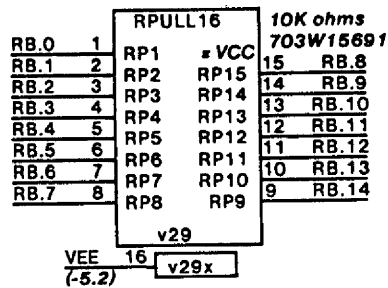 RPULL16 10K ohms
703W15691
= VCC
RB.0 1 RP1
RB.1 2 RP2 RP15 15 RB.8
RB.2 3 RP3 RP14 14 RB.9
RB.3 4 RP4 RP13 13 RB.10
RB.4 5 RP5 RP12 12 RB.11
RB.5 6 RP6 RP11 11 RB.12
RB.6 7 RP7 RP10 10 RB.13
RB.7 8 RP8 RP9 9 RB.14
v29
VEE 16 v29x
(-5.2)